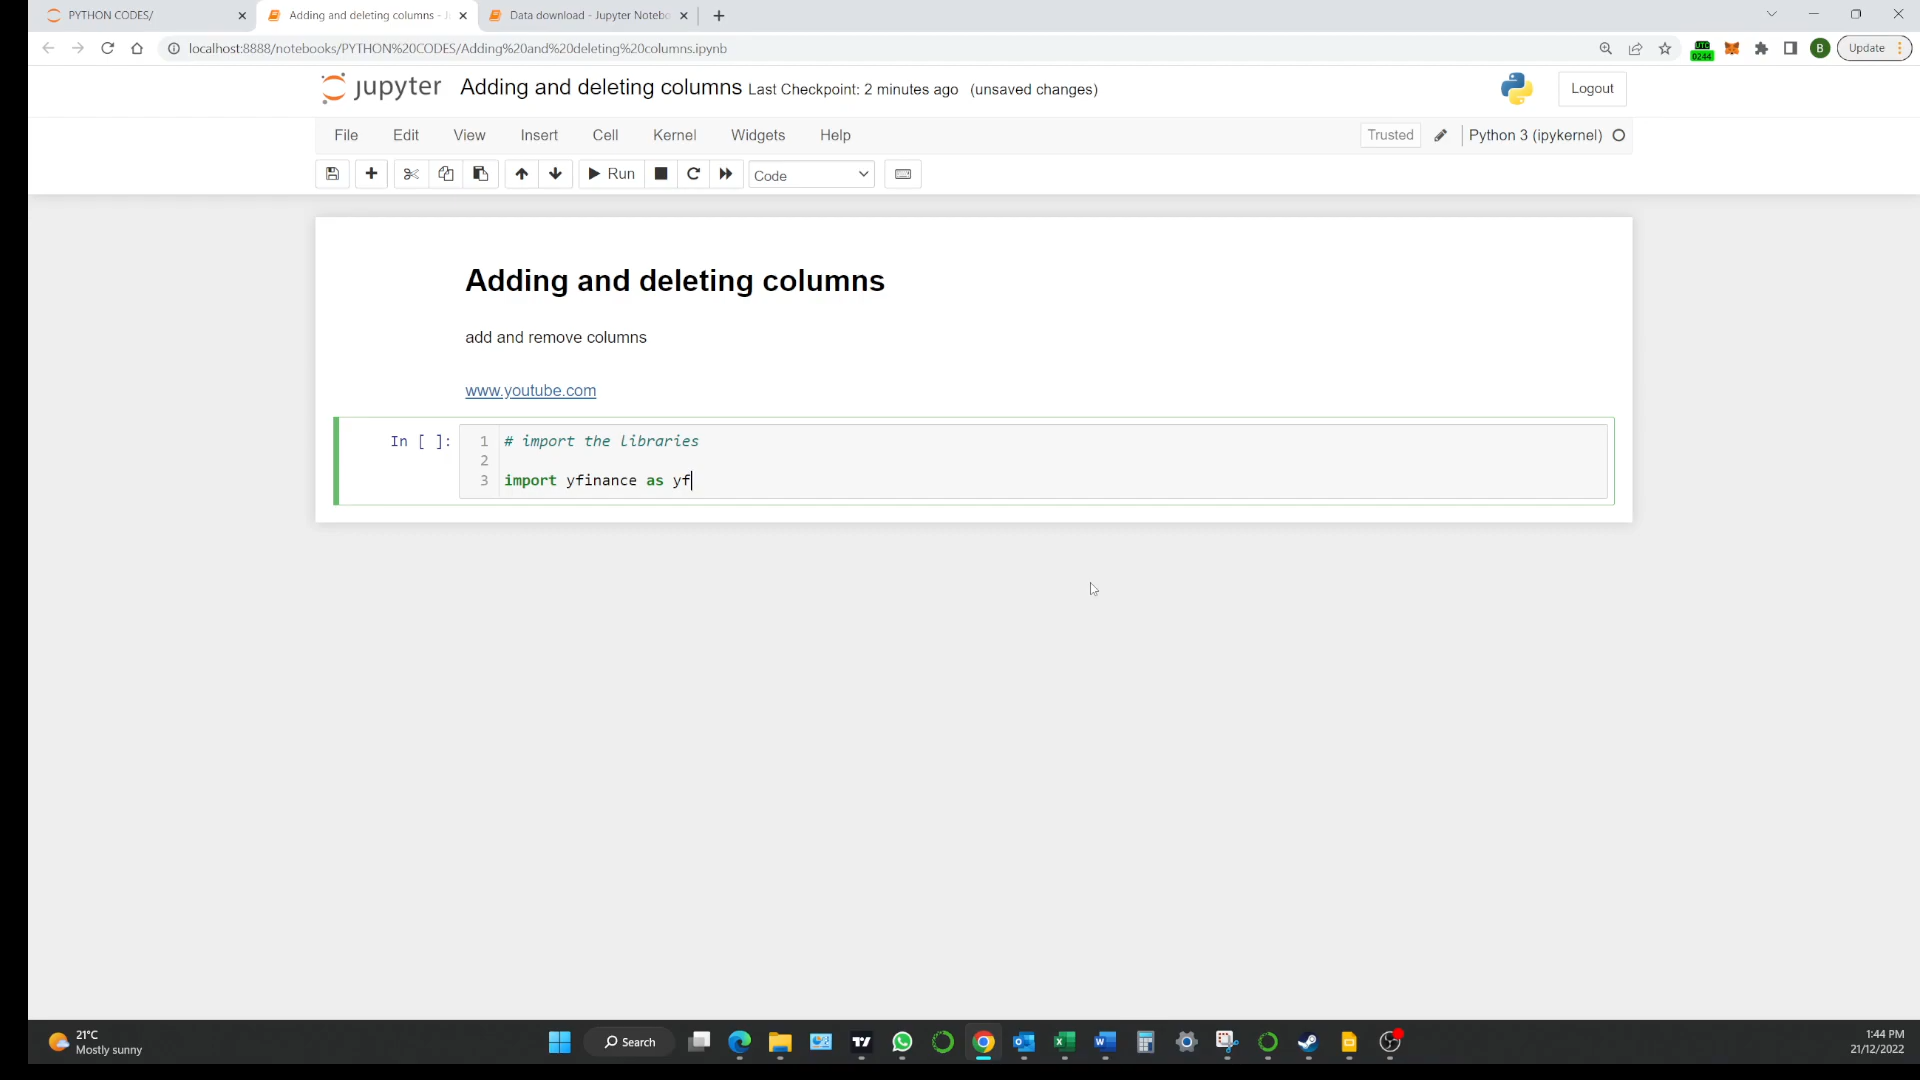 PYTHON CODES/
Adding and deleting columns - J
Data download - Jupyter Notebo
localhost:8888/notebooks/PYTHON%20CODES/Adding%20and%20deleting%20columns.ipynb
UTC
0244
B
Update
jupyter Adding and deleting columns Last Checkpoint: 2 minutes ago (unsaved changes)
Logout
File Edit View Insert Cell Kernel Widgets Help
Trusted
Python 3 (ipykernel)
Run
Code
Adding and deleting columns
add and remove columns
www.youtube.com
In [ ]:
1 # import the libraries
2
3 import yfinance as yf
21°C
Mostly sunny
Search
1:44 PM
21/12/2022